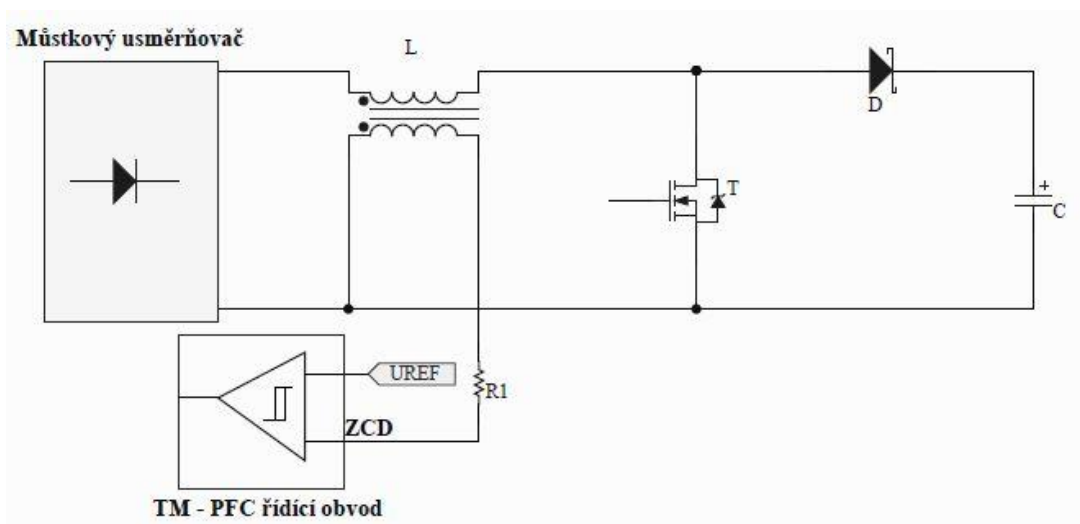 Můstkový usměrňovač
L
D
T
+
C
UREF
R1
ZCD
TM - PFC řídící obvod